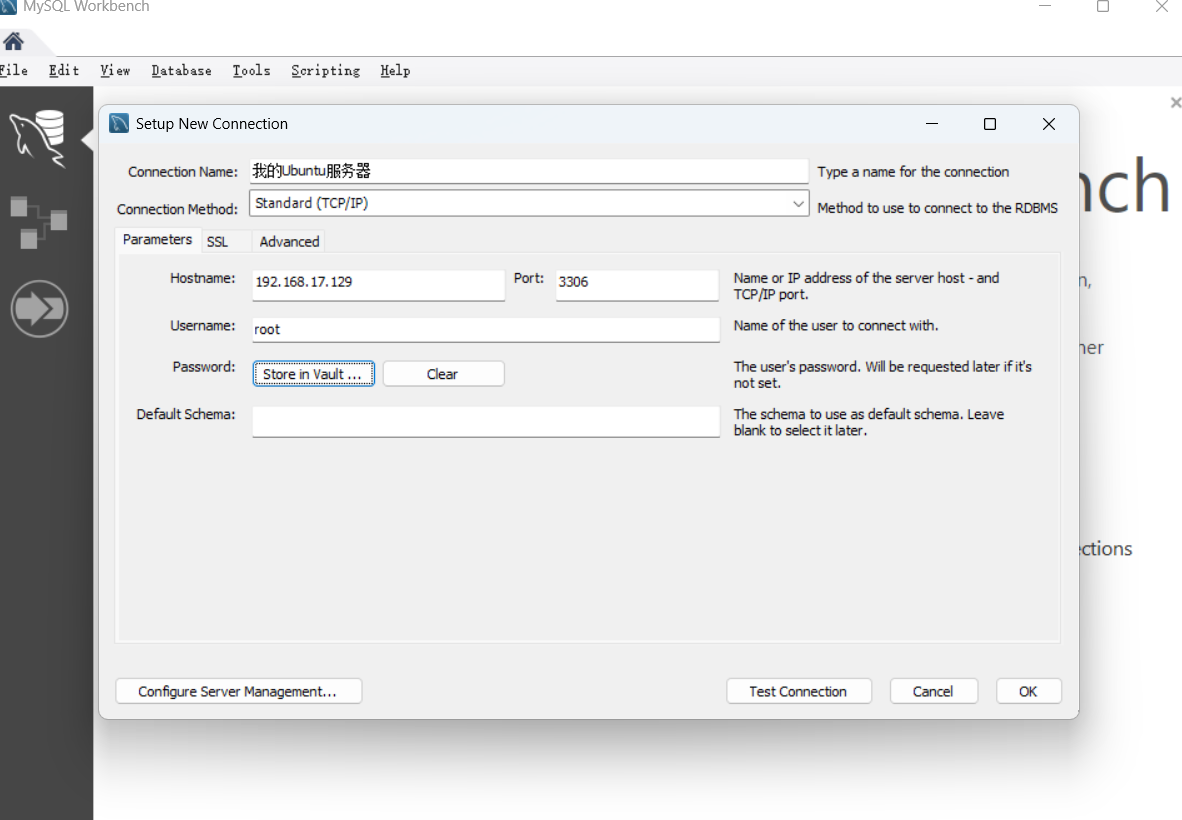 MySQL Workbench
File Edit View Database Tools Scripting Help
Setup New Connection
nch
Connection Name: 我的Ubuntu服务器 Type a name for the connection
Connection Method: Standard (TCP/IP) Method to use to connect to the RDBMS
Parameters SSL Advanced
Hostname: 192.168.17.129 Port: 3306 Name or IP address of the server host - and
TCP/IP port.
n,
Username: root Name of the user to connect with.
ner
Password: Store in Vault ... Clear The user's password. Will be requested later if it's
not set.
Default Schema: The schema to use as default schema. Leave
blank to select it later.
ections
Configure Server Management... Test Connection Cancel OK